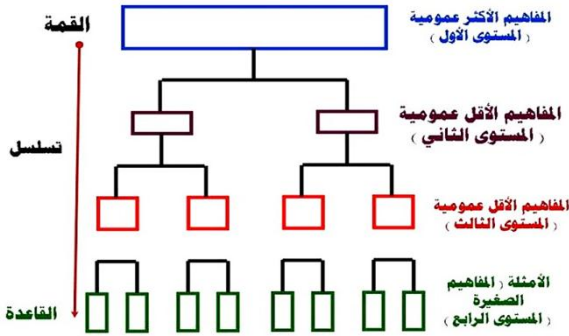 القمة
المفاهيم الأكثر عمومية
( المستوى الأول )
المفاهيم الأقل عمومية
( المستوى الثاني )
تسلسل
المفاهيم الأقل عمومية
( المستوى الثالث )
الأمثلة ( المفاهيم
الصغيرة
( المستوى الرابع )
القاعدة